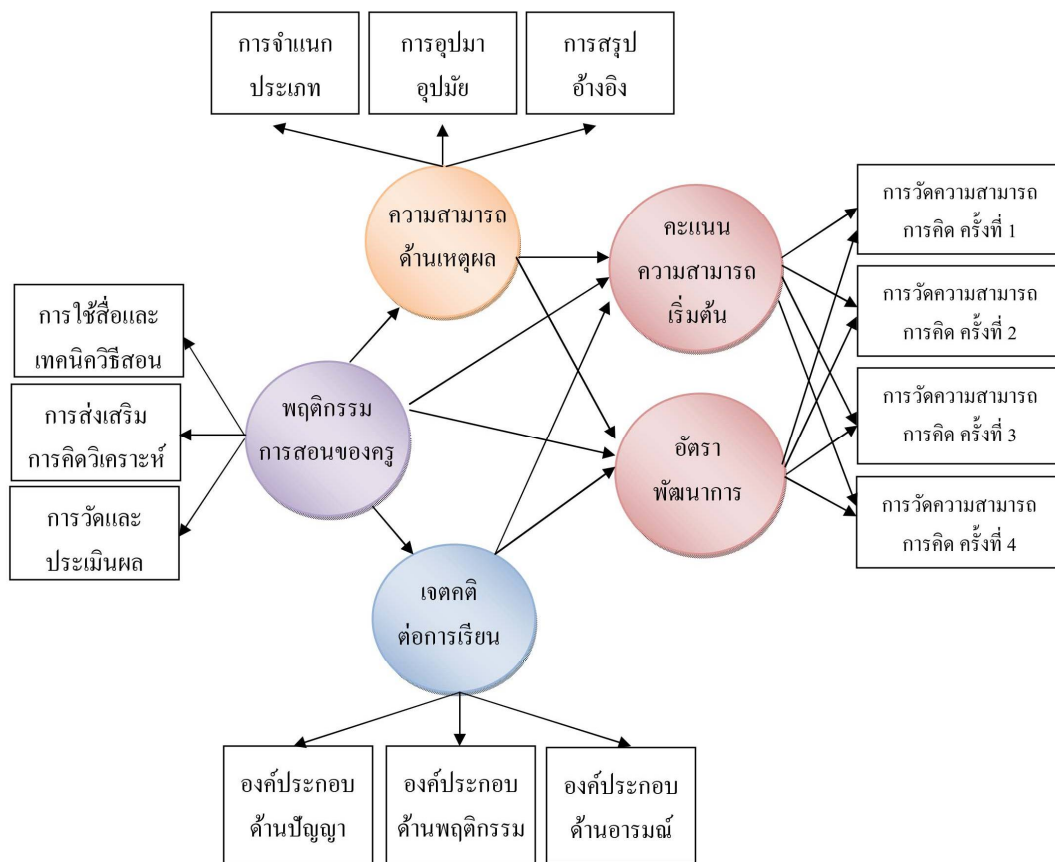 การจำแนก
ประเภท
การอุปมา
อุปมัย
การสรุป
อ้างอิง
ความสามารถ
ด้านเหตุผล
คะแนน
ความสามารถ
เริ่มต้น
การวัดความสามารถ
การคิด ครั้งที่ 1
การวัดความสามารถ
การคิด ครั้งที่ 2
การวัดความสามารถ
การคิด ครั้งที่ 3
การวัดความสามารถ
การคิด ครั้งที่ 4
การใช้สื่อและ
เทคนิควิธีสอน
การส่งเสริม
การคิดวิเคราะห์
การวัดและ
ประเมินผล
พฤติกรรม
การสอนของครู
อัตรา
พัฒนาการ
เจตคติ
ต่อการเรียน
องค์ประกอบ
ด้านปัญญา
องค์ประกอบ
ด้านพฤติกรรม
องค์ประกอบ
ด้านอารมณ์